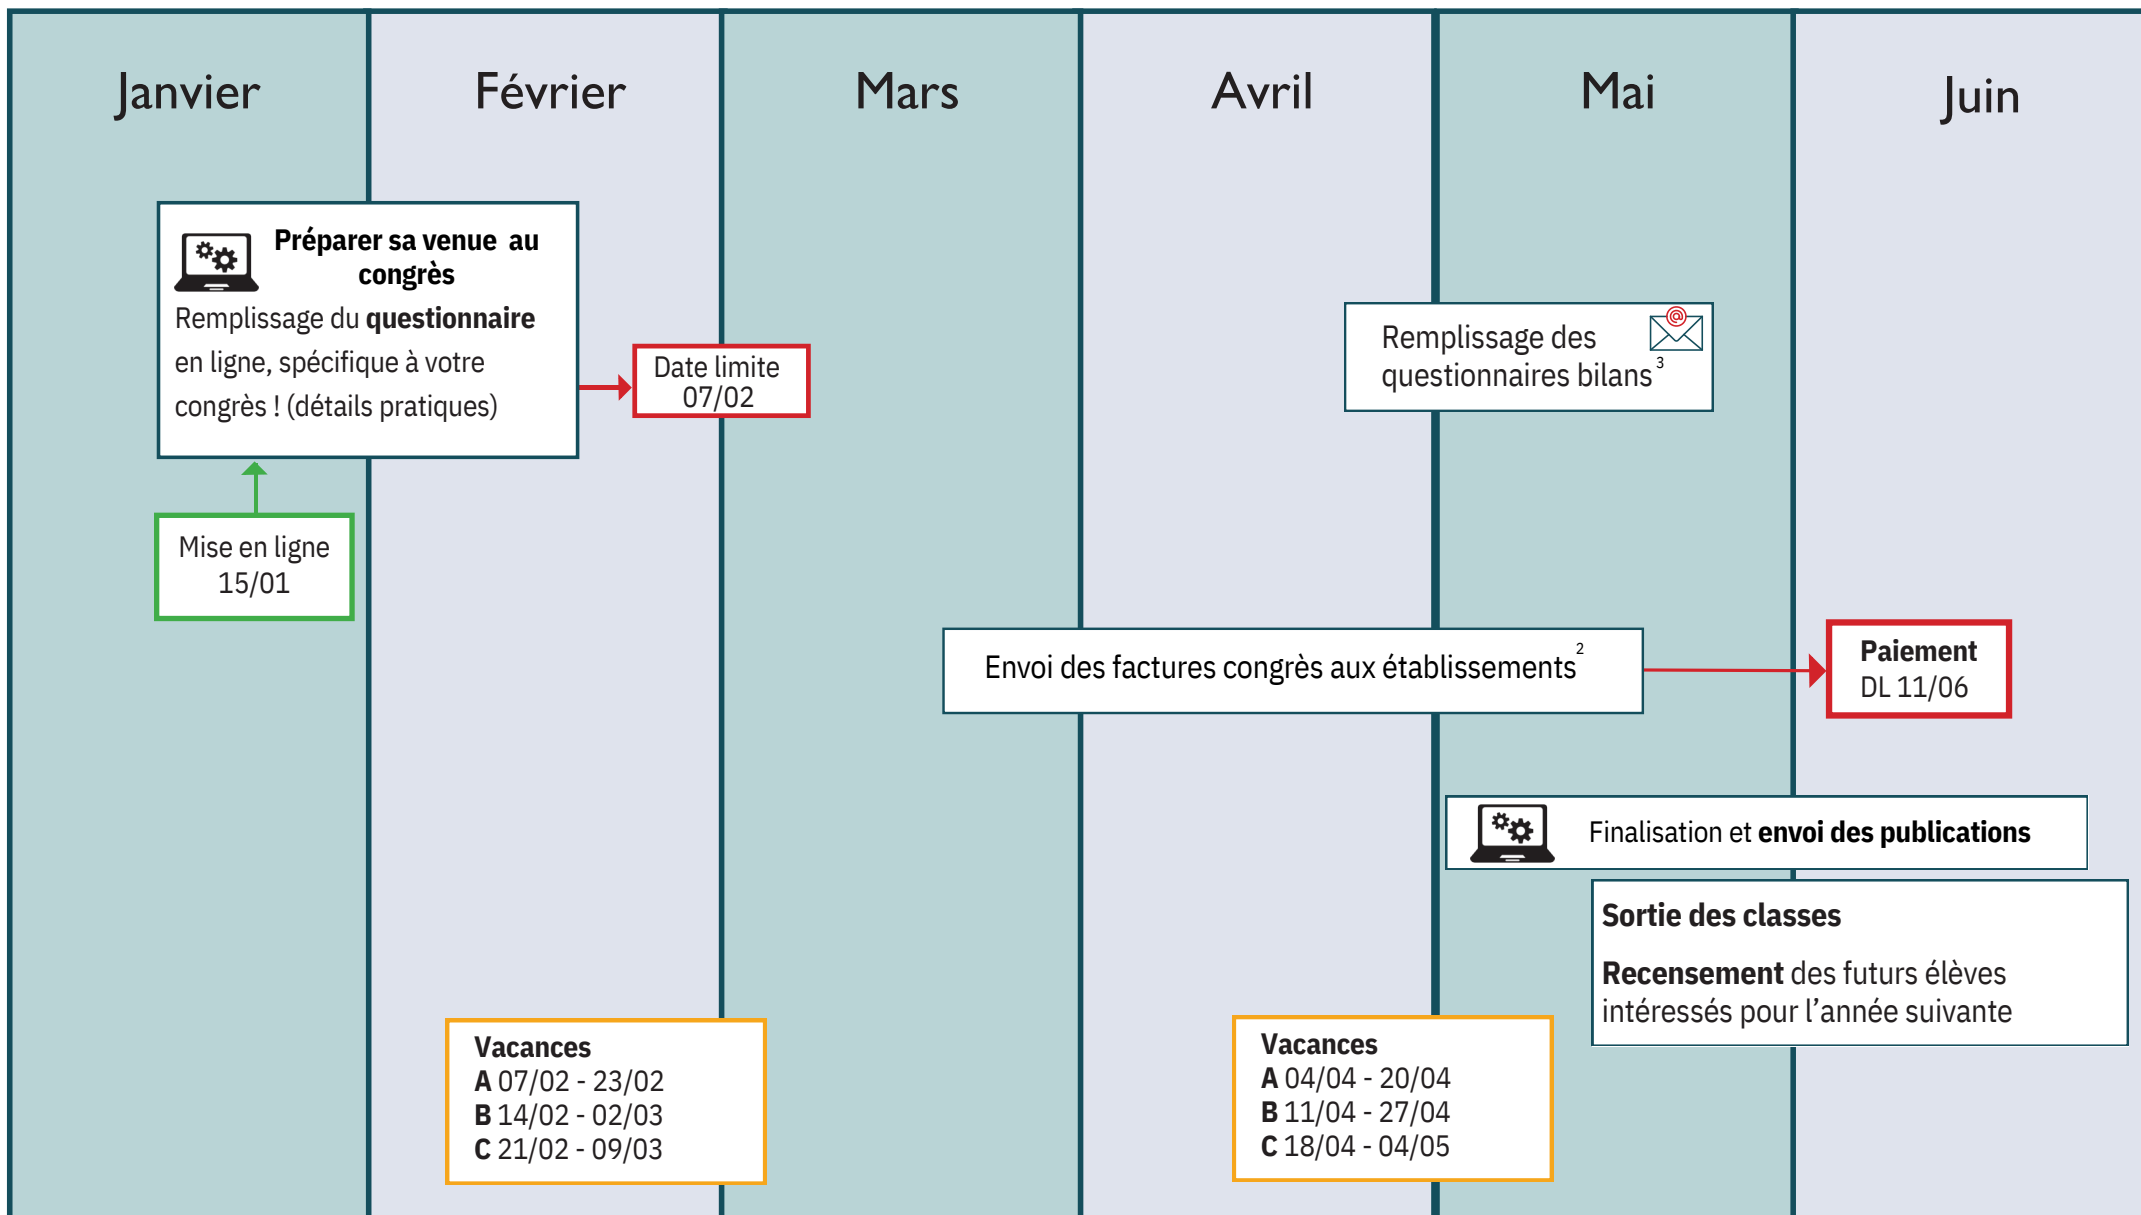 Janvier
Février
Mars
Avril
Mai
Juin
Préparer sa venue au
congrès
Remplissage du questionnaire
en ligne, spécifique à votre
congrès ! (détails pratiques)
Date limite
07/02
Mise en ligne
15/01
@
Remplissage des
questionnaires bilans 3
Envoi des factures congrès aux établissements 2
Paiement
DL 11/06
Finalisation et envoi des publications
Sortie des classes
Recensement des futurs élèves
intéressés pour l’année suivante
Vacances
A 07/02 - 23/02
B 14/02 - 02/03
C 21/02 - 09/03
Vacances
A 04/04 - 20/04
B 11/04 - 27/04
C 18/04 - 04/05